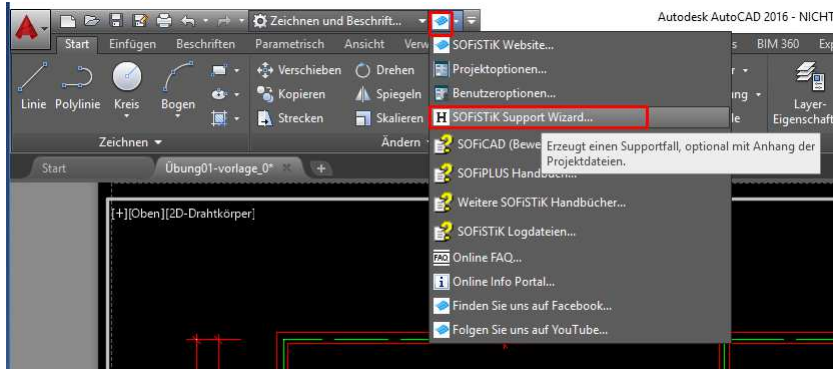 Zeichnen und Beschrift...
Autodesk AutoCAD 2016 - NICHT
Start Einfügen Beschriften Parametrisch Ansicht Verw
BIM 360
Linie Polylinie Kreis Bogen
Verschieben Drehen
Kopieren Spiegeln
Strecken Skalieren
Zeichnen Ändern
Layer-
Eigenschaft
SOFiSTiK Website...
Projektoptionen...
Benutzeroptionen...
H SOFiSTiK Support Wizard...
SOFiCAD (Bewe
Erzeugt einen Supportfall, optional mit Anhang der
Projektdateien.
SOFiPLUS Handbuch...
Weitere SOFiSTiK Handbücher...
SOFiSTiK Logdateien...
FAQ Online FAQ...
i Online Info Portal...
Finden Sie uns auf Facebook...
Folgen Sie uns auf YouTube...
Start Übung01-vorlage_0*
[+][Oben][2D-Drahtkörper]